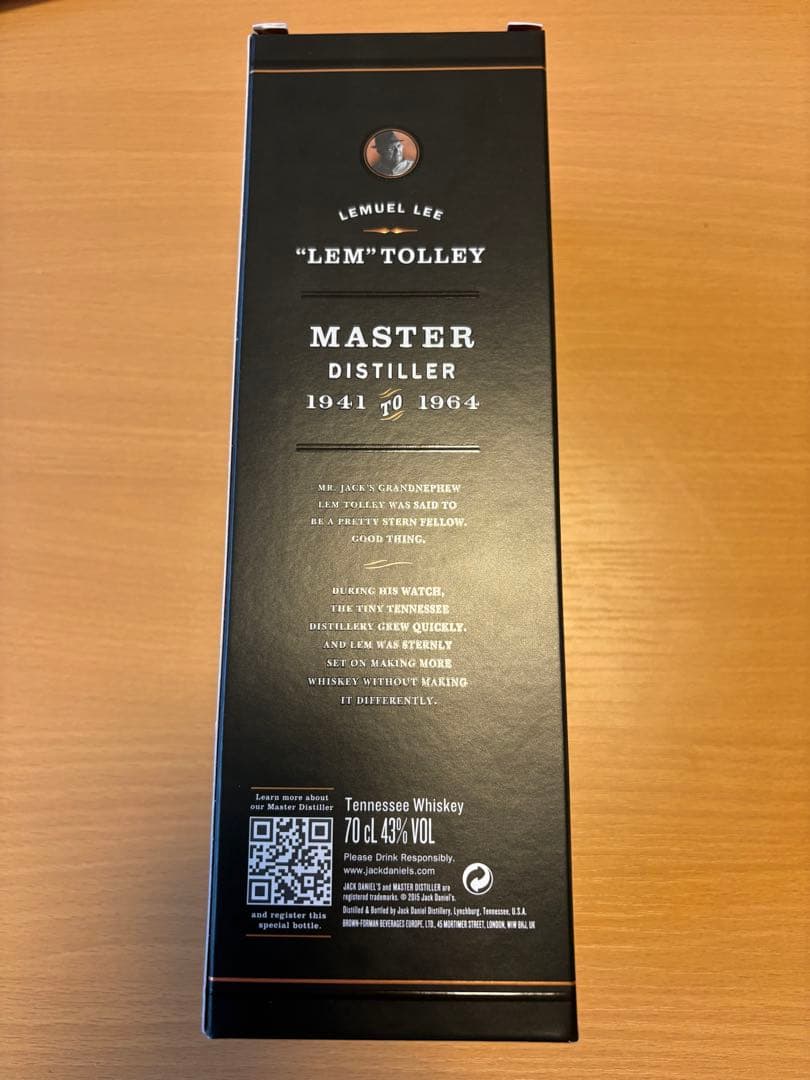 LEMUEL LEE
“LEM” TOLLEY
MASTER
DISTILLER
1941 TO 1964
MR. JACK'S GRANDNEPHEW
LEM TOLLEY WAS SAID TO
BE A PRETTY STERN FELLOW.
GOOD THING.
DURING HIS WATCH,
THE TINY TENNESSEE
DISTILLERY GREW QUICKLY.
AND LEM WAS STERNLY
SET ON MAKING MORE
WHISKEY WITHOUT MAKING
IT DIFFERENTLY.
Learn more about
our Master Distiller
and register this
special bottle.
Tennessee Whiskey
70 cL 43% VOL
Please Drink Responsibly.
www.jackdaniels.com
JACK DANIEL'S and MASTER DISTILLER are
registered trademarks. © 2015 Jack Daniel's.
Distilled & Bottled by Jack Daniel Distillery, Lynchburg, Tennessee, U.S.A.
BROWN-FORMAN BEVERAGES EUROPE, LTD., 45 MORTIMER STREET, LONDON, W1W 8HJ, UK